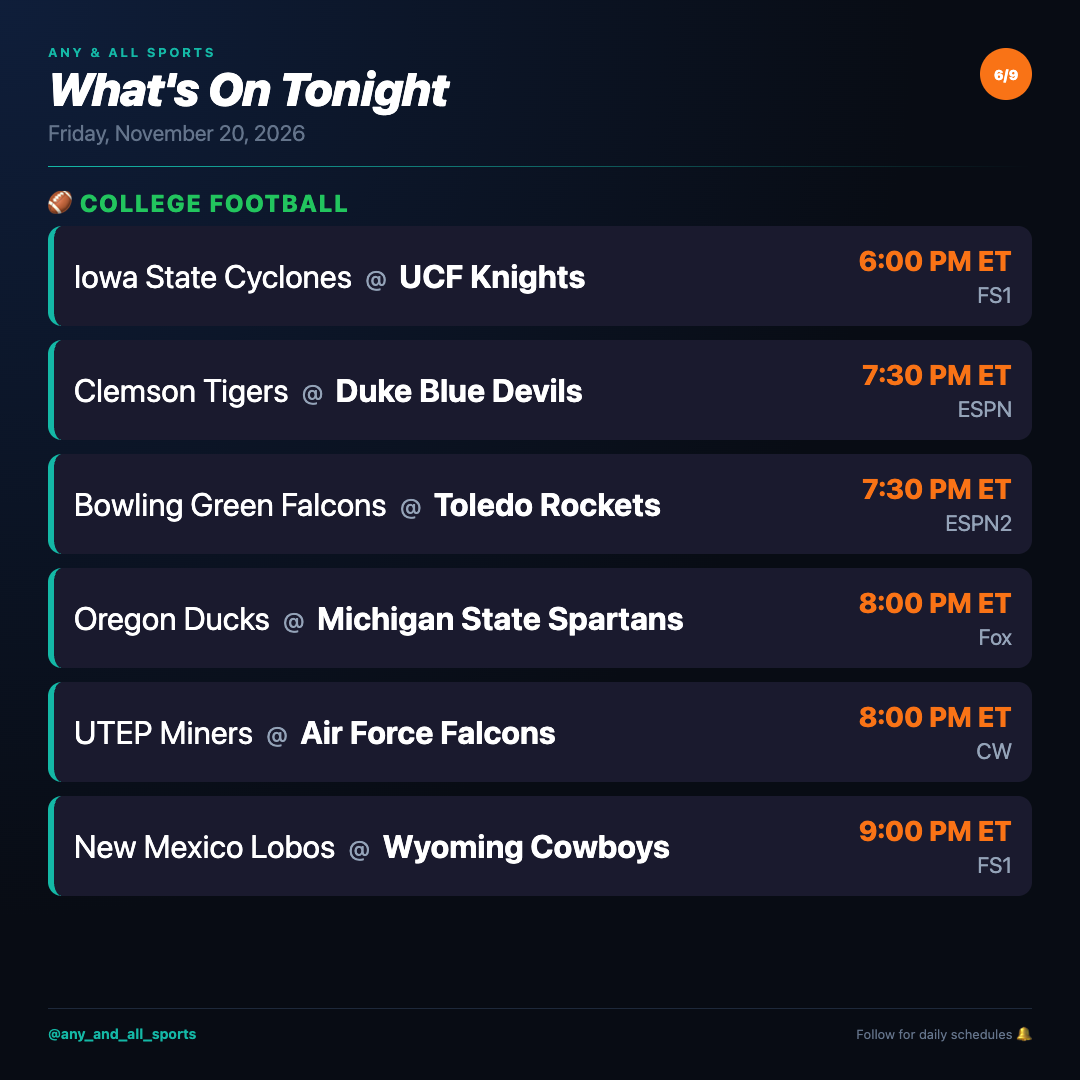 ANY & ALL SPORTS
What's On Tonight
6/9
Friday, November 20, 2026
🏈 COLLEGE FOOTBALL
Iowa State Cyclones @ UCF Knights
6:00 PM ET
FS1
Clemson Tigers @ Duke Blue Devils
7:30 PM ET
ESPN
Bowling Green Falcons @ Toledo Rockets
7:30 PM ET
ESPN2
Oregon Ducks @ Michigan State Spartans
8:00 PM ET
Fox
UTEP Miners @ Air Force Falcons
8:00 PM ET
CW
New Mexico Lobos @ Wyoming Cowboys
9:00 PM ET
FS1
@any_and_all_sports
Follow for daily schedules 🔔